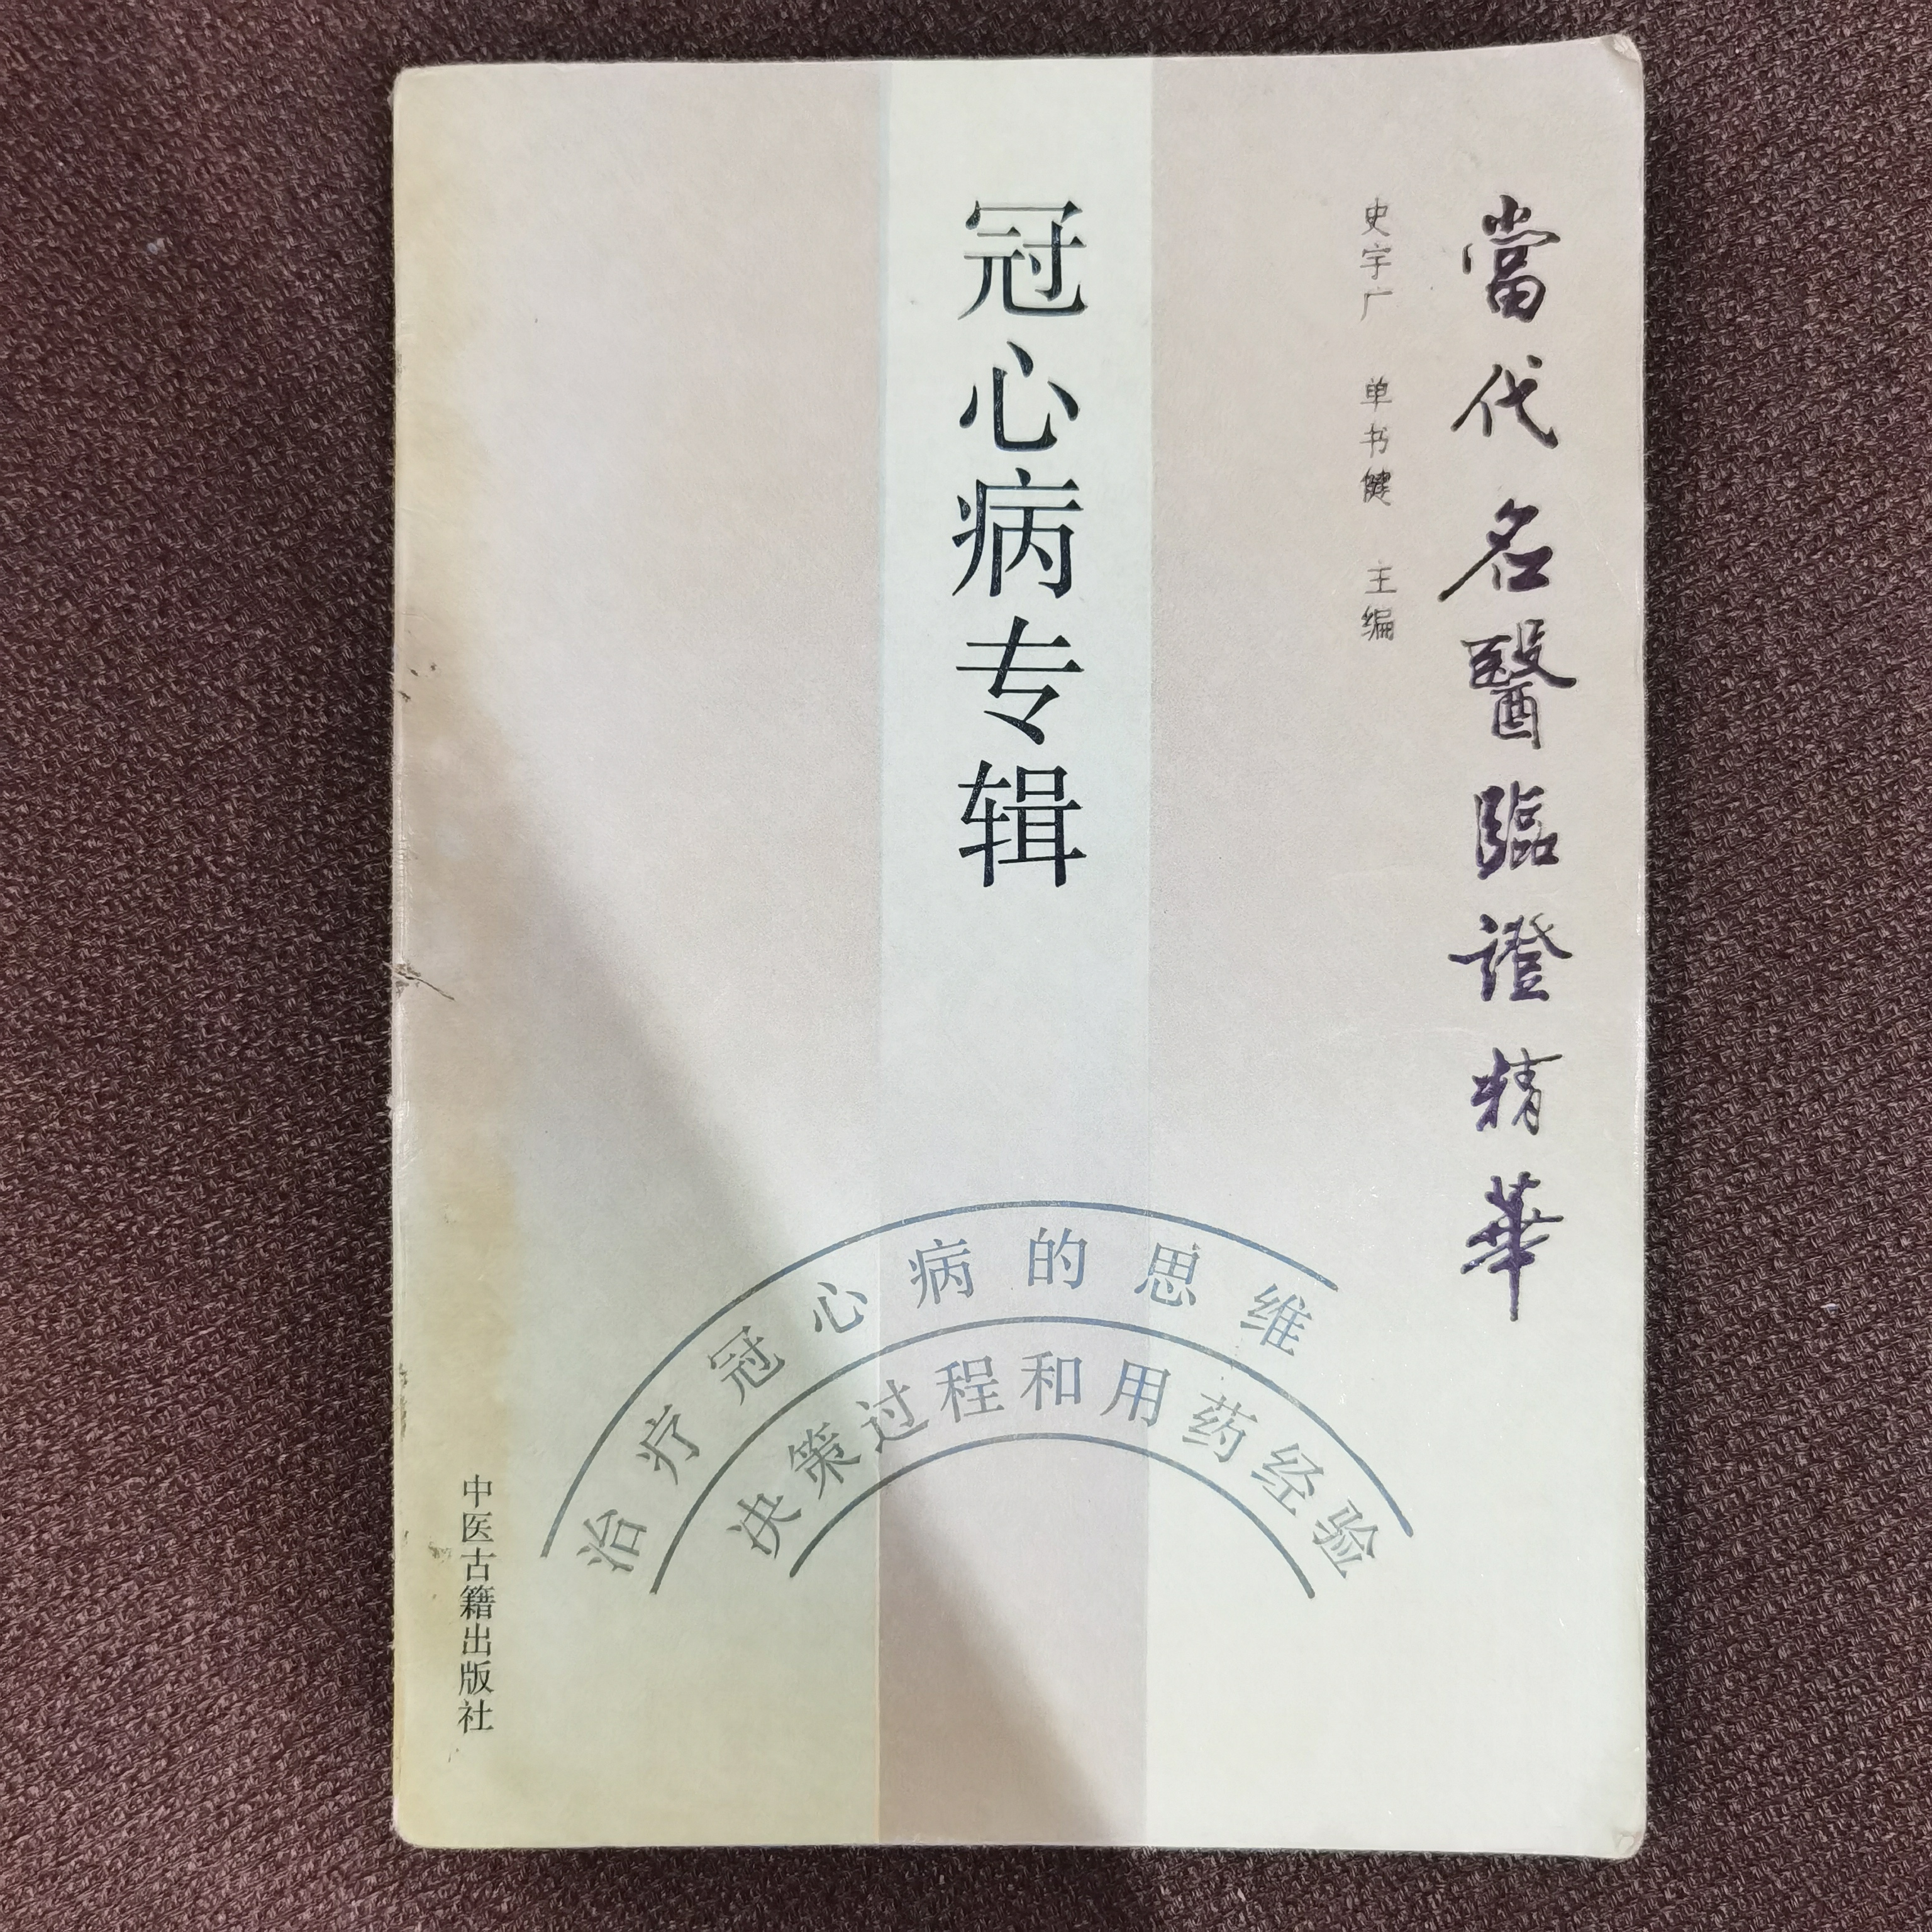 當代名醫臨證精華
史宇广 单书健 主编
冠心病专辑
治疗冠心病的思维
决策过程和用药经验
中医古籍出版社